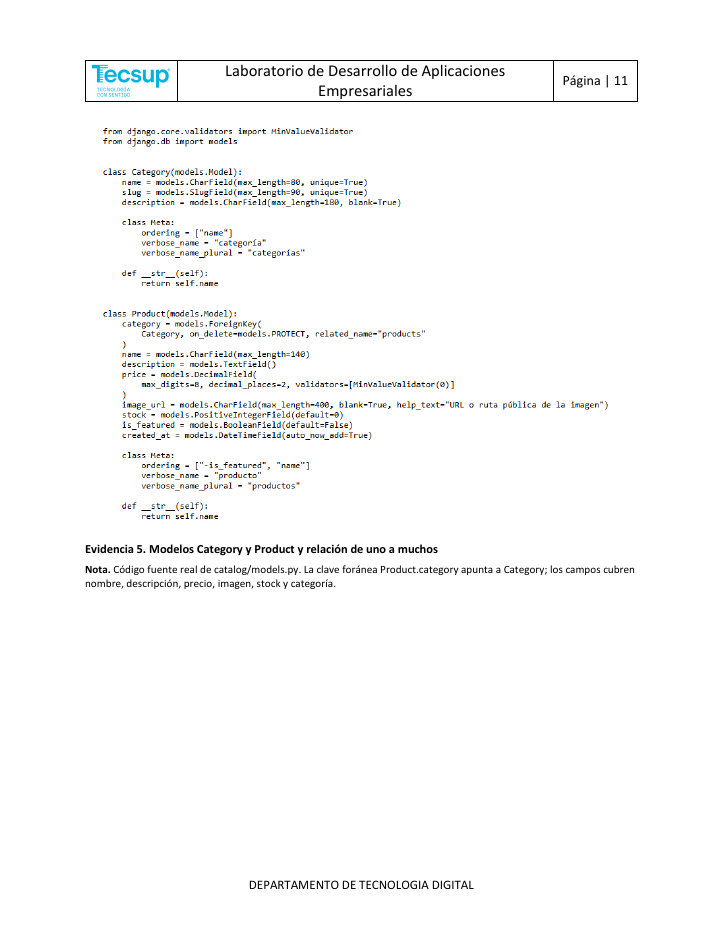 Tecsup
TECNOLOGÍA
CON SENTIDO
Laboratorio de Desarrollo de Aplicaciones
Empresariales
Página | 11
from django.core.validators import MinValueValidator
from django.db import models
class Category(models.Model):
    name = models.CharField(max_length=80, unique=True)
    slug = models.SlugField(max_length=90, unique=True)
    description = models.CharField(max_length=180, blank=True)
    class Meta:
        ordering = ["name"]
        verbose_name = "categoría"
        verbose_name_plural = "categorías"
    def __str__(self):
        return self.name
class Product(models.Model):
    category = models.ForeignKey(
        Category, on_delete=models.PROTECT, related_name="products"
    )
    name = models.CharField(max_length=140)
    description = models.TextField()
    price = models.DecimalField(
        max_digits=8, decimal_places=2, validators=[MinValueValidator(0)]
    )
    image_url = models.CharField(max_length=400, blank=True, help_text="URL o ruta pública de la imagen")
    stock = models.PositiveIntegerField(default=0)
    is_featured = models.BooleanField(default=False)
    created_at = models.DateTimeField(auto_now_add=True)
    class Meta:
        ordering = ["-is_featured", "name"]
        verbose_name = "producto"
        verbose_name_plural = "productos"
    def __str__(self):
        return self.name
Evidencia 5. Modelos Category y Product y relación de uno a muchos
Nota. Código fuente real de catalog/models.py. La clave foránea Product.category apunta a Category; los campos cubren
nombre, descripción, precio, imagen, stock y categoría.
DEPARTAMENTO DE TECNOLOGIA DIGITAL